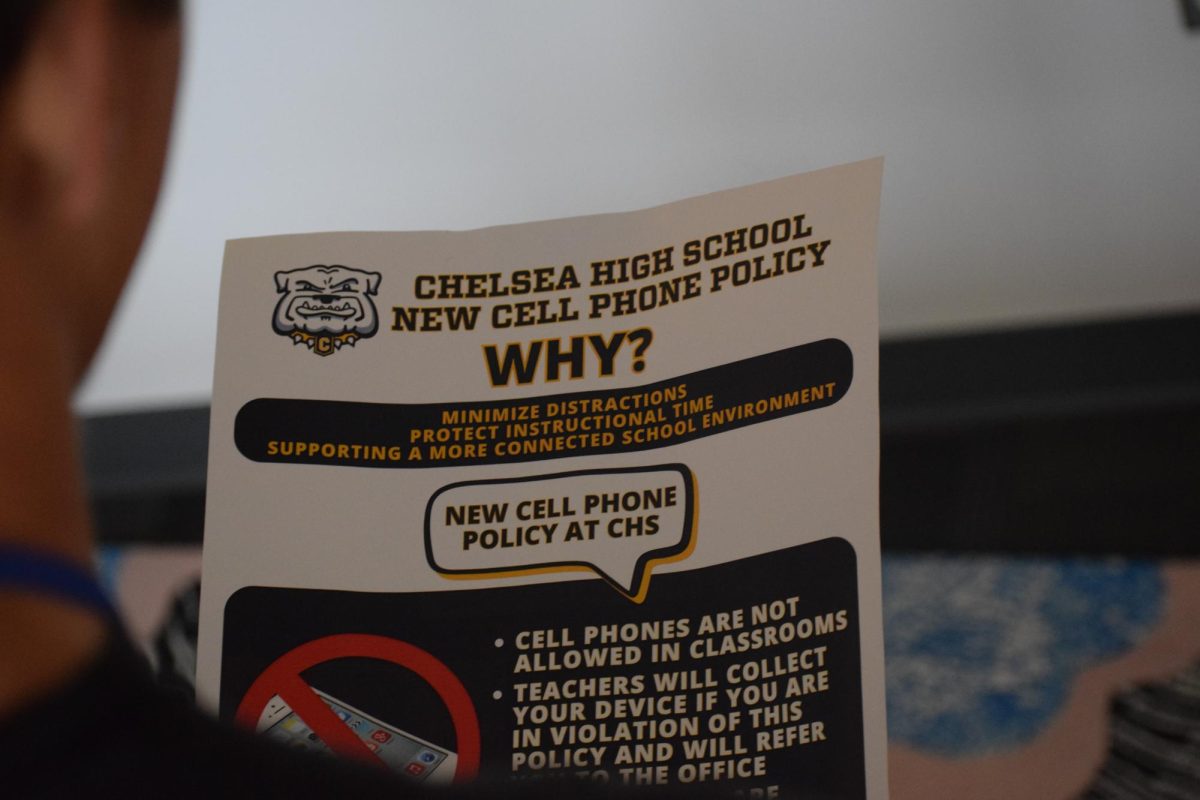 CHELSEA HIGH SCHOOL
NEW CELL PHONE POLICY
WHY?
MINIMIZE DISTRACTIONS
PROTECT INSTRUCTIONAL TIME
SUPPORTING A MORE CONNECTED SCHOOL ENVIRONMENT
NEW CELL PHONE
POLICY AT CHS
• CELL PHONES ARE NOT
ALLOWED IN CLASSROOMS
• TEACHERS WILL COLLECT
YOUR DEVICE IF YOU ARE
IN VIOLATION OF THIS
POLICY AND WILL REFER
YOU TO THE OFFICE
ARE
C